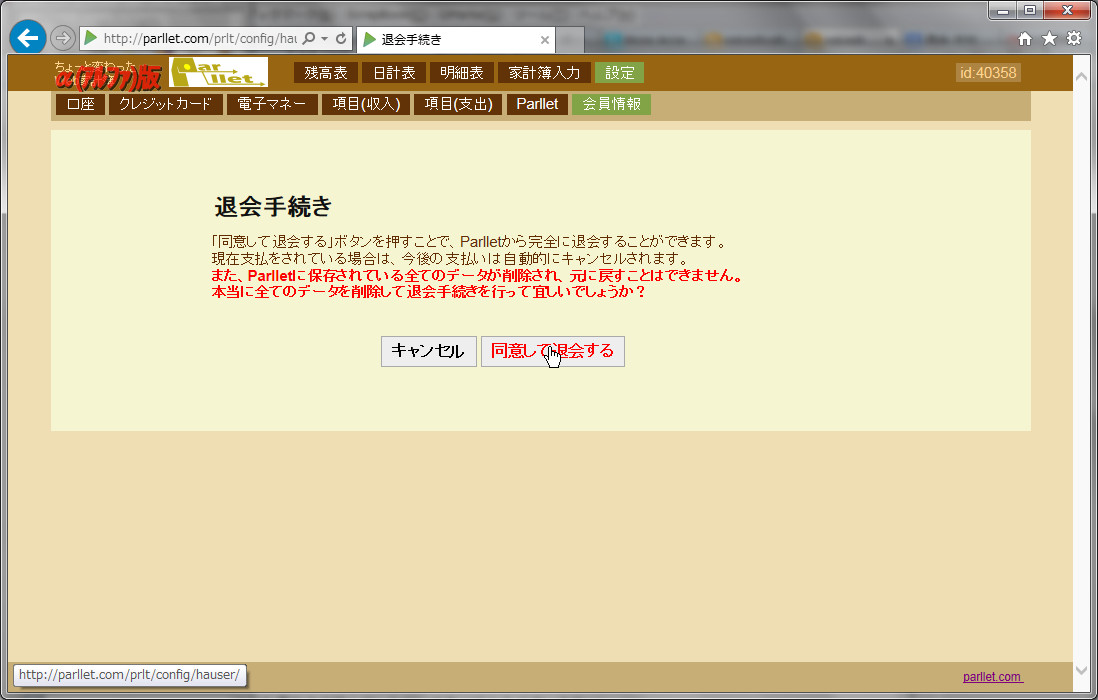 http://parllet.com/prlt/config/hau
退会手続き
ちょっと変わった
α(アルファ)版
Par
llet
残高表
日計表
明細表
家計簿入力
設定
id:40358
口座
クレジットカード
電子マネー
項目(収入)
項目(支出)
Parllet
会員情報
退会手続き
「同意して退会する」ボタンを押すことで、Parlletから完全に退会することができます。
現在支払をされている場合は、今後の支払いは自動的にキャンセルされます。
また、Parlletに保存されている全てのデータが削除され、元に戻すことはできません。
本当に全てのデータを削除して退会手続きを行って宜しいでしょうか？
キャンセル
同意して退会する
http://parllet.com/prlt/config/hauser/
parllet.com